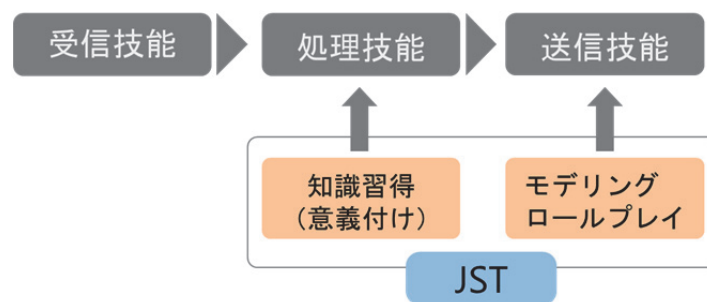 受信技能
処理技能
送信技能
知識習得
（意義付け）
モデリング
ロールプレイ
JST